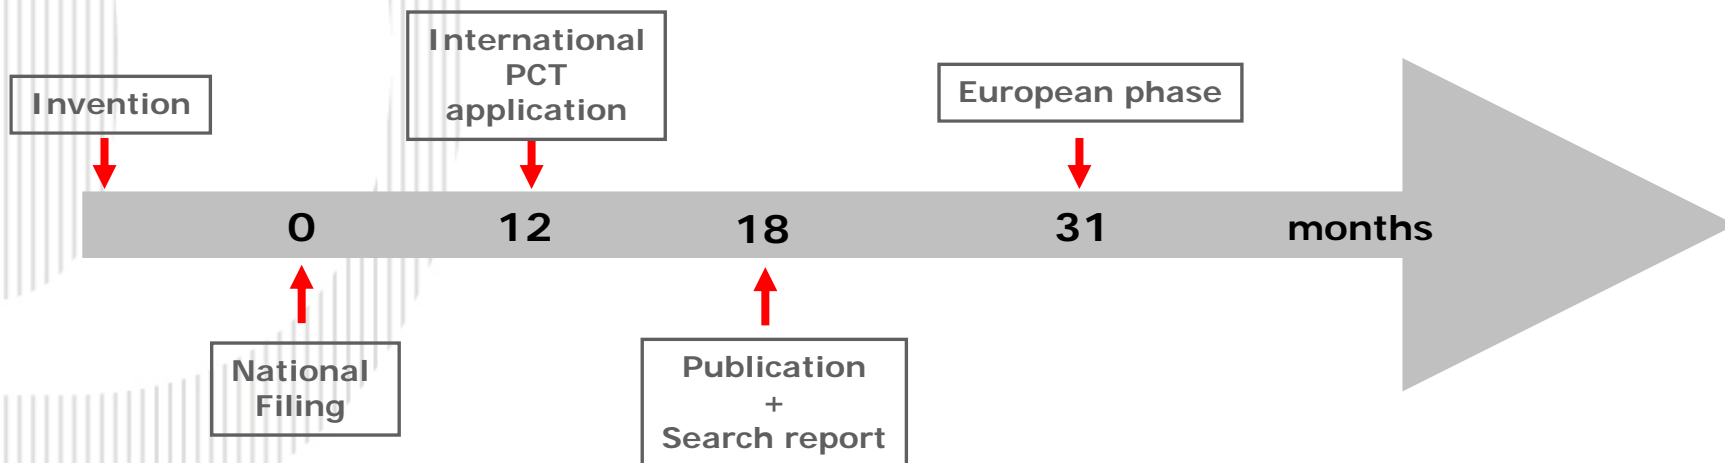 International
PCT
application
Invention
European phase
0
12
18
31
months
National
Filing
Publication
+
Search report